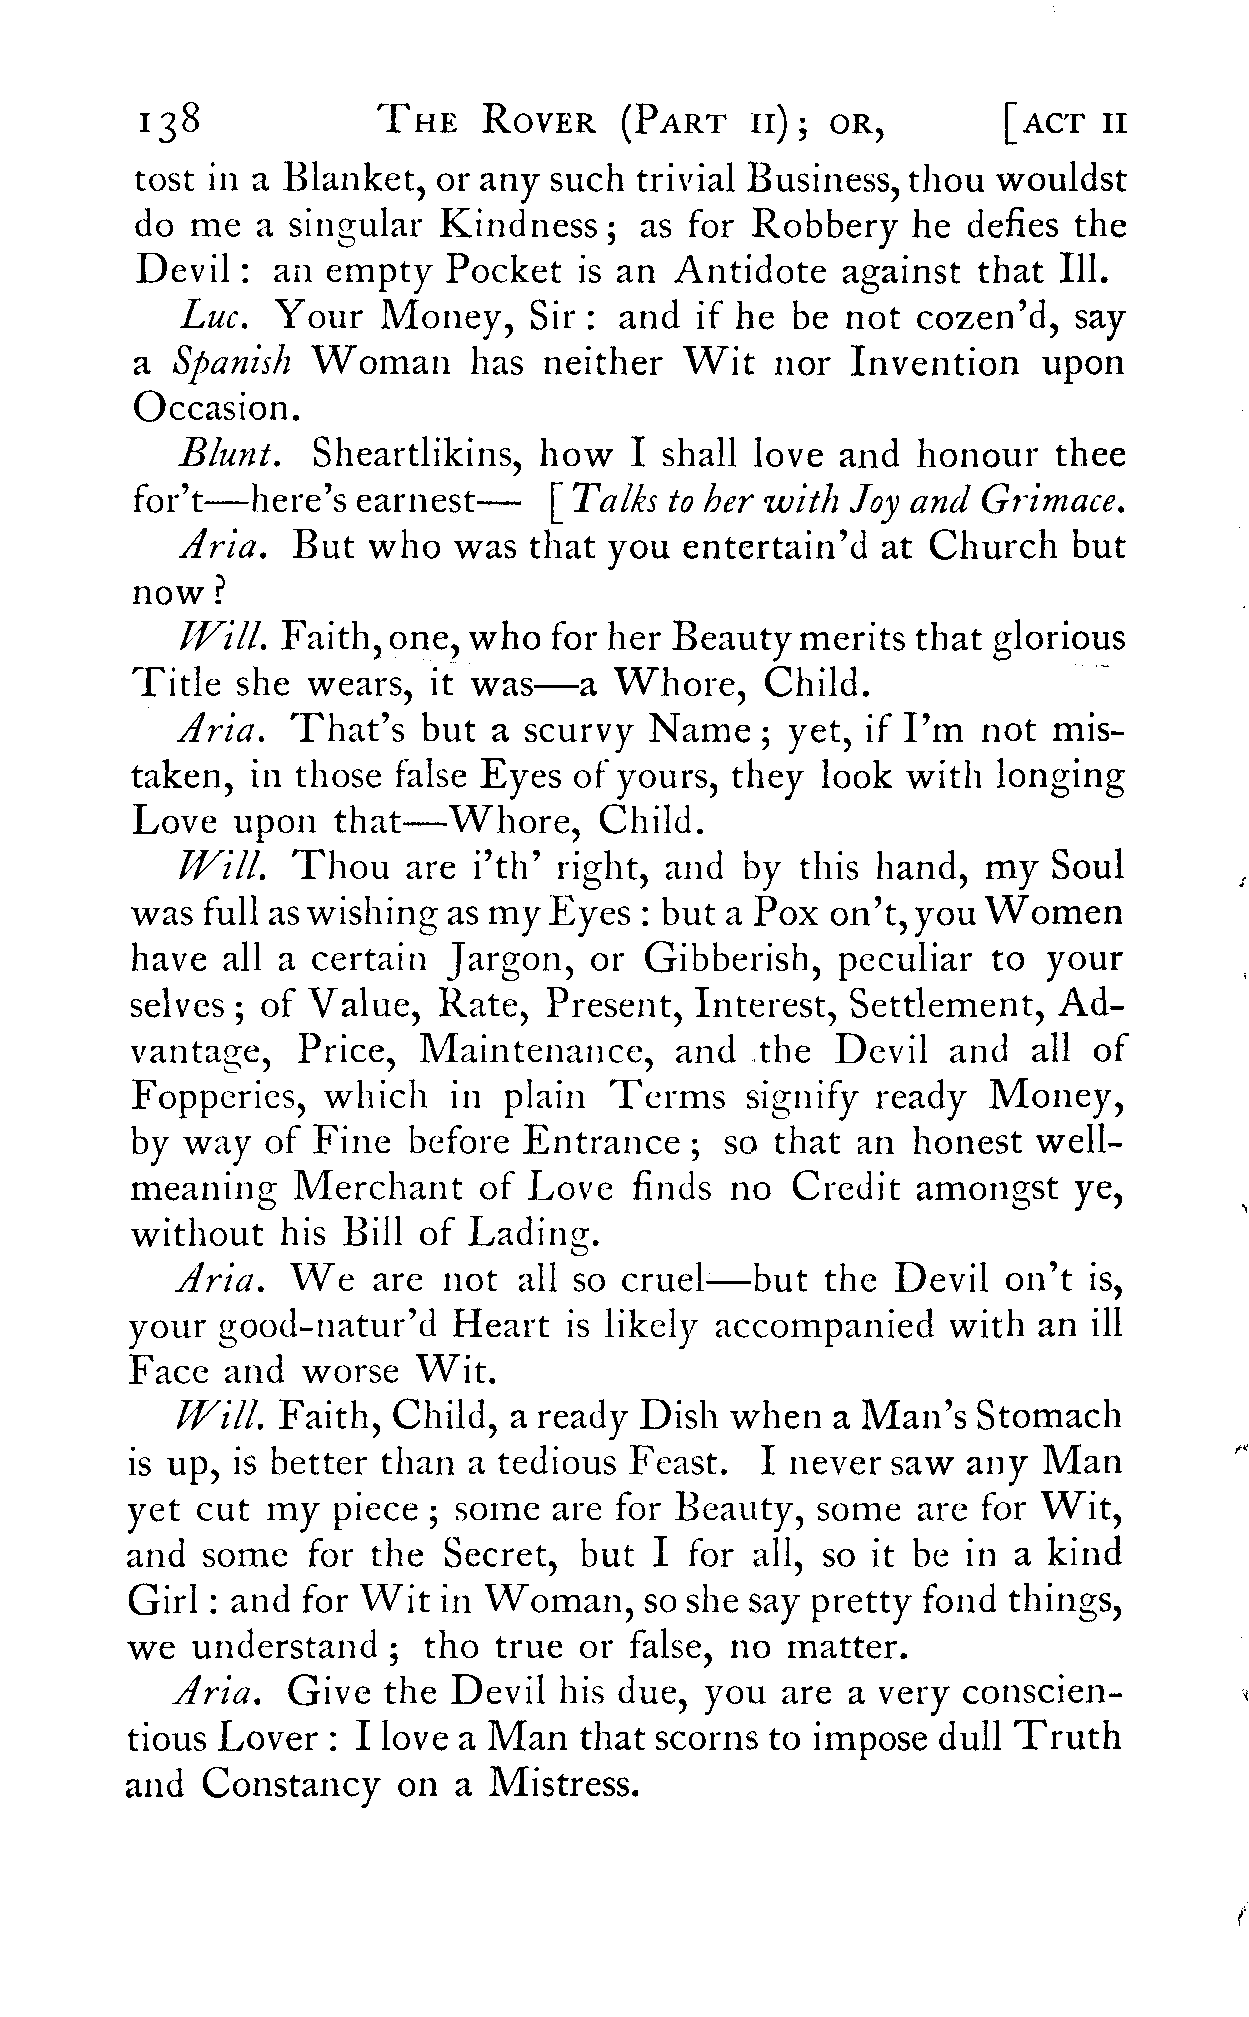 138 THE ROVER (PART II); OR, [ACT II
tost in a Blanket, or any such trivial Business, thou wouldst
do me a singular Kindness; as for Robbery he defies the
Devil: an empty Pocket is an Antidote against that Ill.
Luc. Your Money, Sir: and if he be not cozen'd, say
a Spanish Woman has neither Wit nor Invention upon
Occasion.
Blunt. Sheartlikins, how I shall love and honour thee
for't—here's earnest— [Talks to her with Joy and Grimace.
Aria. But who was that you entertain'd at Church but
now?
Will. Faith, one, who for her Beauty merits that glorious
Title she wears, it was—a Whore, Child.
Aria. That's but a scurvy Name; yet, if I'm not mis-
taken, in those false Eyes of yours, they look with longing
Love upon that—Whore, Child.
Will. Thou are i'th' right, and by this hand, my Soul
was full as wishing as my Eyes: but a Pox on't, you Women
have all a certain Jargon, or Gibberish, peculiar to your
selves; of Value, Rate, Present, Interest, Settlement, Ad-
vantage, Price, Maintenance, and the Devil and all of
Fopperies, which in plain Terms signify ready Money,
by way of Fine before Entrance; so that an honest well-
meaning Merchant of Love finds no Credit amongst ye,
without his Bill of Lading.
Aria. We are not all so cruel—but the Devil on't is,
your good-natur'd Heart is likely accompanied with an ill
Face and worse Wit.
Will. Faith, Child, a ready Dish when a Man's Stomach
is up, is better than a tedious Feast. I never saw any Man
yet cut my piece; some are for Beauty, some are for Wit,
and some for the Secret, but I for all, so it be in a kind
Girl: and for Wit in Woman, so she say pretty fond things,
we understand; tho true or false, no matter.
Aria. Give the Devil his due, you are a very conscien-
tious Lover: I love a Man that scorns to impose dull Truth
and Constancy on a Mistress.